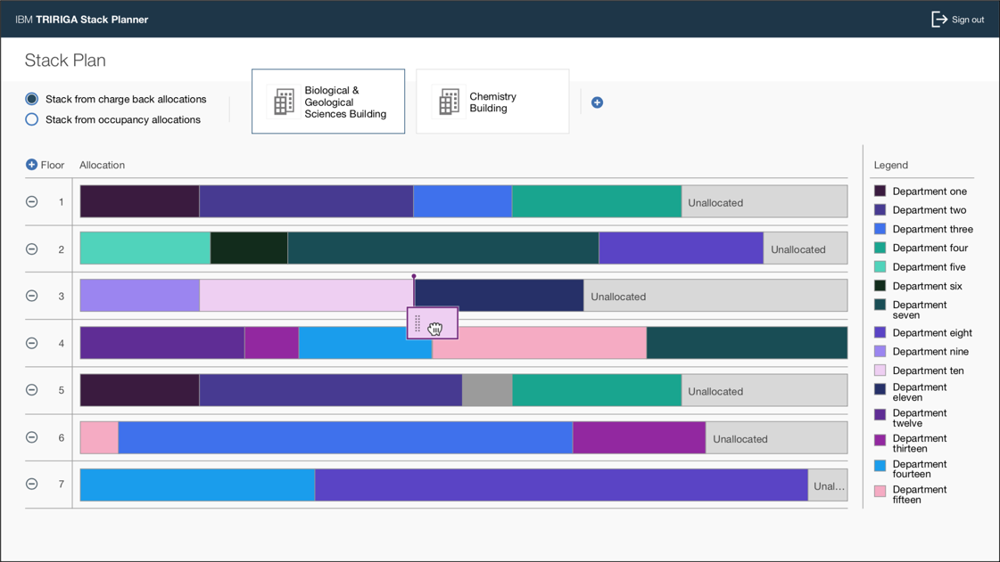 IBM TRIRIGA Stack Planner
Sign out
Stack Plan
Stack from charge back allocations
Stack from occupancy allocations
Biological &
Geological
Sciences Building
Chemistry
Building
Floor
Allocation
1
Unallocated
2
Unallocated
3
Unallocated
4
5
Unallocated
6
Unallocated
7
Unal...
Legend
Department one
Department two
Department three
Department four
Department five
Department six
Department
seven
Department eight
Department nine
Department ten
Department
eleven
Department
twelve
Department
thirteen
Department
fourteen
Department
fifteen